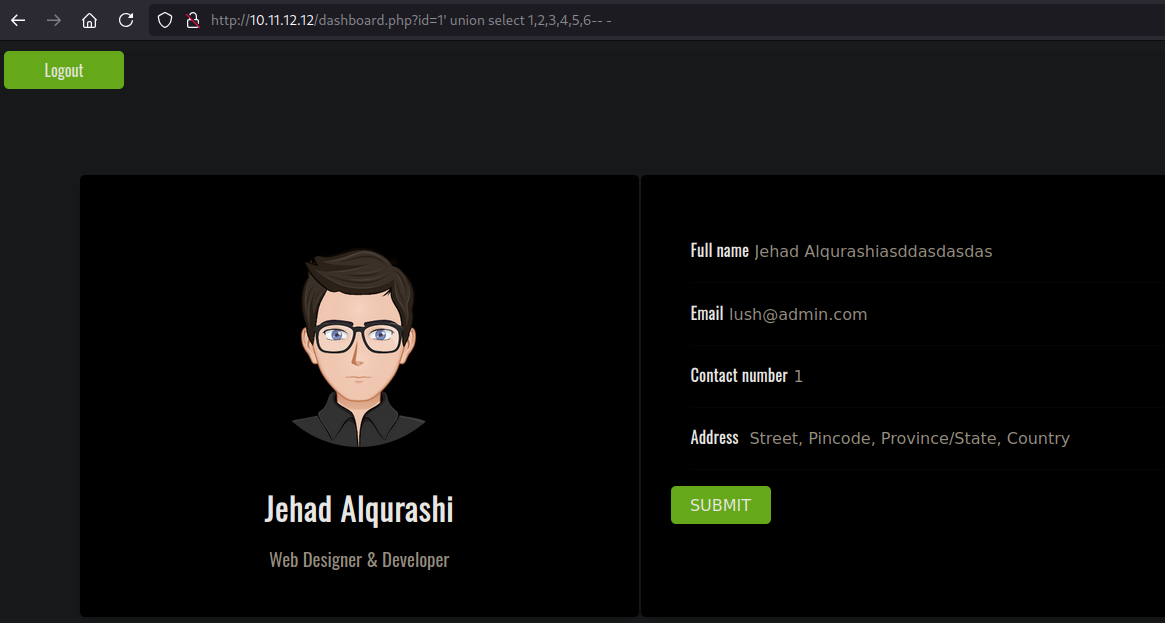 http://10.11.12.12/dashboard.php?id=1' union select 1,2,3,4,5,6-- -
Logout
Full name Jehad Alqurashiasddasdasdas
Email lush@admin.com
Contact number 1
Address Street, Pincode, Province/State, Country
SUBMIT
Jehad Alqurashi
Web Designer & Developer